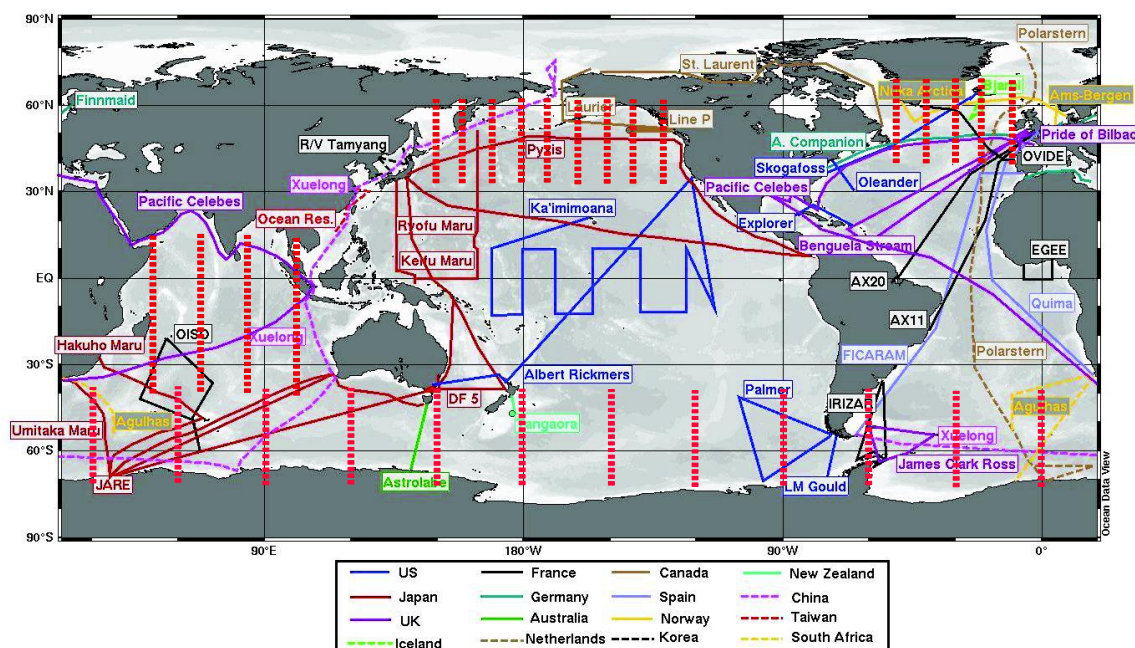 90°N
Polarstern
St. Laurent
Finnmaid
Nuka Arctica
Bjarni
Ams-Bergen
60°N
Laurier
Line P
R/V Tamyang
Pyxis
A. Companion
Pride of Bilbao
Skogafoss
OVIDE
Xuelong
30°N
Pacific Celebes
Pacific Celebes
Oleander
Ocean Res.
Ka'imimoana
Ryofu Maru
Explorer
Benguela Stream
Keifu Maru
EGEE
EQ
AX20
Quima
AX11
OISO
Hakuho Maru
Xuelong
30°S
FICARAM
Polarstern
Albert Rickmers
Palmer
DF 5
IRIZAR
Agulhas
Agulhas
Umitaka Maru
Tangaora
Xuelong
60°S
James Clark Ross
JARE
Astrolabe
LM Gould
90°S
90°E
180°W
90°W
0°
Ocean Data View
US
France
Canada
New Zealand
Japan
Germany
Spain
China
UK
Australia
Norway
Taiwan
Iceland
Netherlands
Korea
South Africa